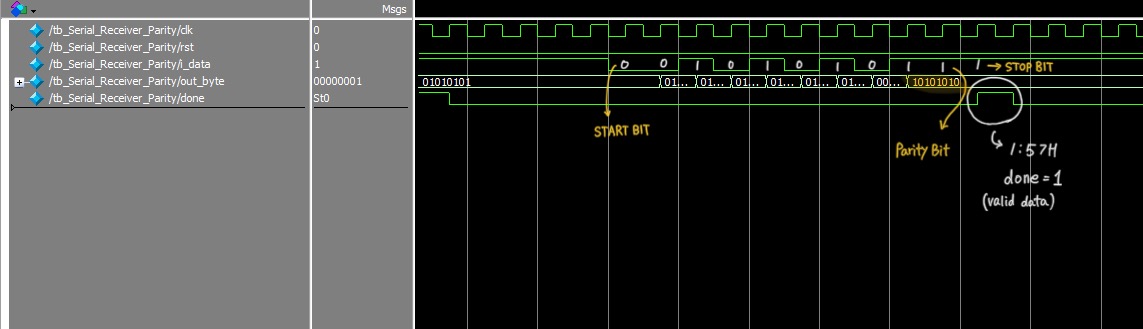 Msgs
/tb_Serial_Receiver_Parity/clk 0
/tb_Serial_Receiver_Parity/rst 0
/tb_Serial_Receiver_Parity/i_data 1
0 0 1 0 1 0 1 0 1 1 1 → STOP BIT
/tb_Serial_Receiver_Parity/out_byte 00000001
01010101 01... 01... 01... 01... 01... 01... 00... 10101010
/tb_Serial_Receiver_Parity/done St0
START BIT
Parity Bit
done = 1
(valid data)